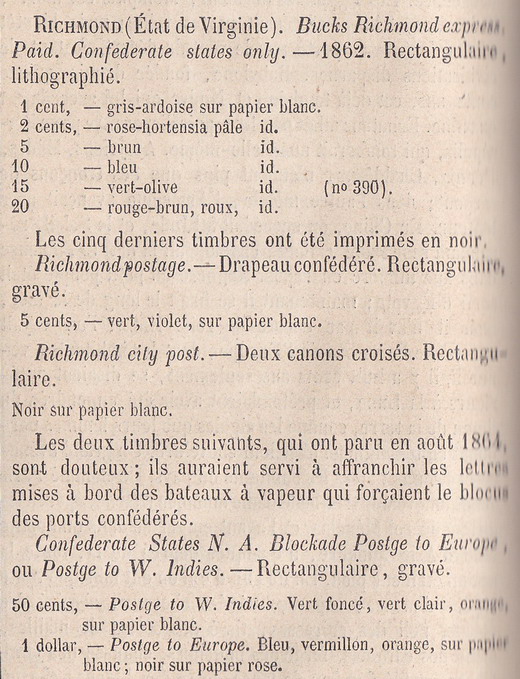 RICHMOND (État de Virginie). Bucks Richmond express
Paid. Confederate states only. — 1862. Rectangulaire,
lithographié.
1 cent, — gris-ardoise sur papier blanc.
2 cents, — rose-hortensia pâle id.
5 — brun id.
10 — bleu id.
15 — vert-olive id. (no 390).
20 — rouge-brun, roux, id.
Les cinq derniers timbres ont été imprimés en noir.
Richmond postage. — Drapeau confédéré. Rectangulaire,
gravé.
5 cents, — vert, violet, sur papier blanc.
Richmond city post. — Deux canons croisés. Rectangu-
laire.
Noir sur papier blanc.
Les deux timbres suivants, qui ont paru en août 1864,
sont douteux ; ils auraient servi à affranchir les lettres
mises à bord des bateaux à vapeur qui forçaient le blocus
des ports confédérés.
Confederate States N. A. Blockade Postge to Europe,
ou Postge to W. Indies. — Rectangulaire, gravé.
50 cents, — Postge to W. Indies. Vert foncé, vert clair, orange,
sur papier blanc.
1 dollar, — Postge to Europe. Bleu, vermillon, orange, sur papier
blanc ; noir sur papier rose.